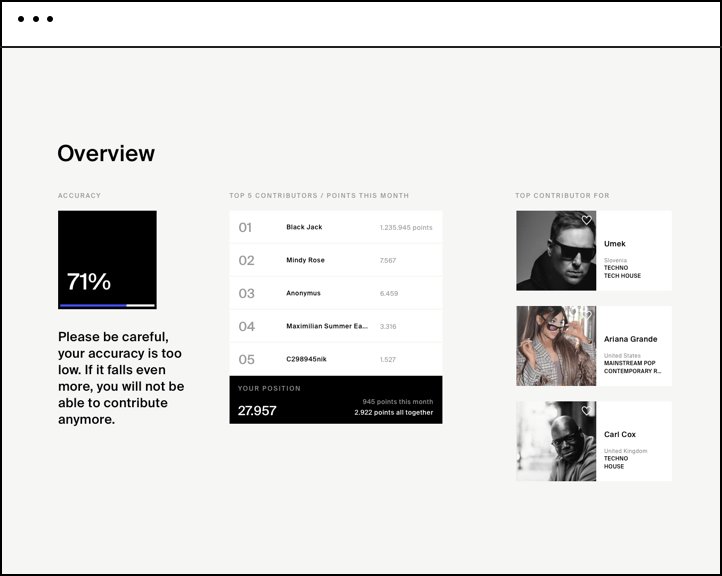 Overview
ACCURACY
71%
Please be careful,
your accuracy is too
low. If it falls even
more, you will not be
able to contribute
anymore.
TOP 5 CONTRIBUTORS / POINTS THIS MONTH
01 Black Jack 1.235.945 points
02 Mindy Rose 7.567
03 Anonymus 6.459
04 Maximilian Summer Ea... 3.316
05 C298945nik 1.527
YOUR POSITION
27.957
945 points this month
2.922 points all together
TOP CONTRIBUTOR FOR
Umek
Slovenia
TECHNO
TECH HOUSE
Ariana Grande
United States
MAINSTREAM POP
CONTEMPORARY R...
Carl Cox
United Kingdom
TECHNO
HOUSE